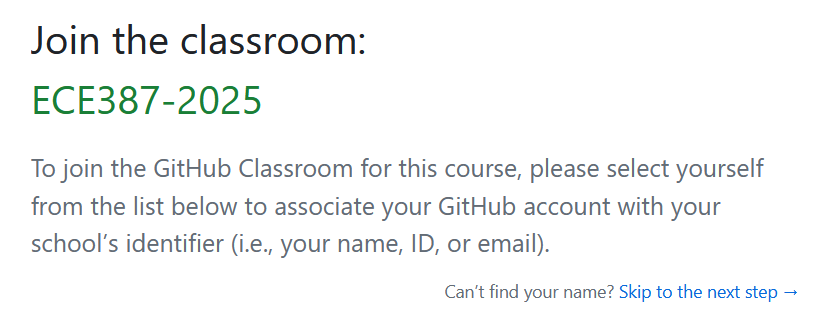 Join the classroom:
ECE387-2025
To join the GitHub Classroom for this course, please select yourself
from the list below to associate your GitHub account with your
school’s identifier (i.e., your name, ID, or email).
Can’t find your name? Skip to the next step →